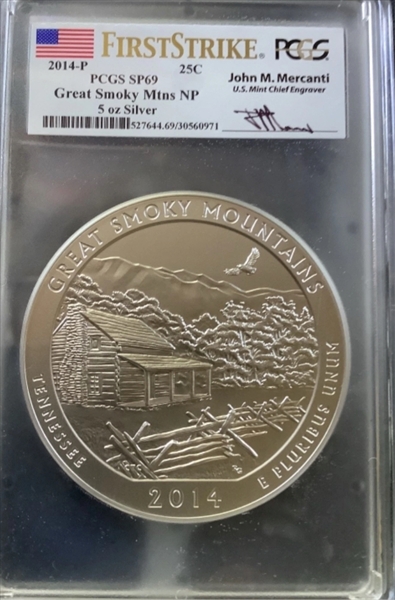 FIRSTSTRIKE® PCGS
2014-P 25C
PCGS SP69
Great Smoky Mtns NP
5 oz Silver
527644.69/30560971
John M. Mercanti
U.S. Mint Chief Engraver
GREAT SMOKY MOUNTAINS
TENNESSEE
E PLURIBUS UNUM
2014